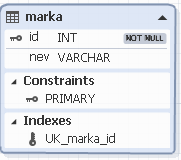 marka
id INT NOT NULL
nev VARCHAR
Constraints
PRIMARY
Indexes
UK_marka_id